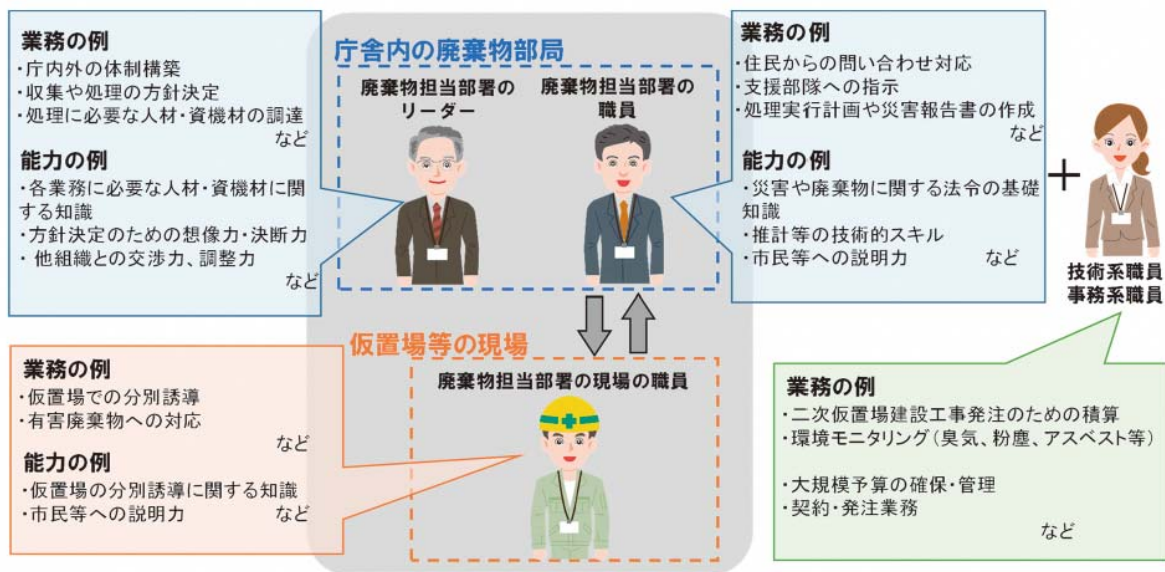 業務の例
・庁内外の体制構築
・収集や処理の方針決定
・処理に必要な人材・資機材の調達
など
能力の例
・各業務に必要な人材・資機材に関
する知識
・方針決定のための想像力・決断力
・他組織との交渉力、調整力
など
庁舎内の廃棄物部局
廃棄物担当部署の
リーダー
廃棄物担当部署の
職員
業務の例
・住民からの問い合わせ対応
・支援部隊への指示
・処理実行計画や災害報告書の作成
など
能力の例
・災害や廃棄物に関する法令の基礎
知識
・推計等の技術的スキル
・市民等への説明力 など
+
技術系職員
事務系職員
仮置場等の現場
廃棄物担当部署の現場の職員
業務の例
・仮置場での分別誘導
・有害廃棄物への対応
など
能力の例
・仮置場の分別誘導に関する知識
・市民等への説明力 など
業務の例
・二次仮置場建設工事発注のための積算
・環境モニタリング(臭気、粉塵、アスベスト等)
・大規模予算の確保・管理
・契約・発注業務
など